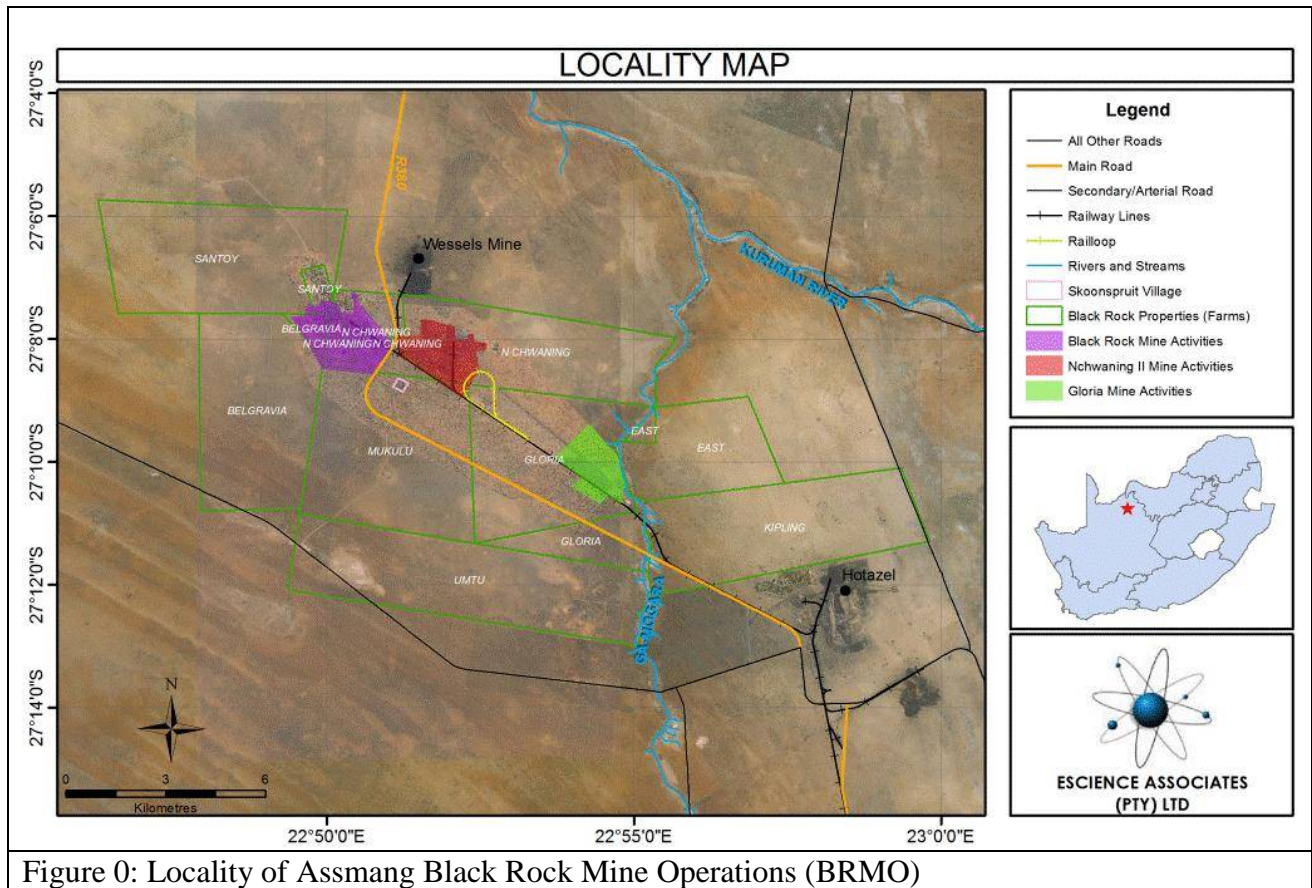 LOCALITY MAP
27°4'0"S
27°6'0"S
27°8'0"S
27°10'0"S
27°12'0"S
27°14'0"S
R380
Wessels Mine
SANTOY
SANTOY
KURUMAN RIVER
BELGRAVIA
N CHWANING
N CHWANING
N CHWANING
N CHWANING
BELGRAVIA
MUKULU
EAST
EAST
GLORIA
GLORIA
KIPLING
UMTU
Hotazel
GA-MOGARA
N
0 3 6
Kilometres
22°50'0"E
22°55'0"E
23°0'0"E
Legend
All Other Roads
Main Road
Secondary/Arterial Road
Railway Lines
Railloop
Rivers and Streams
Skoonspruit Village
Black Rock Properties (Farms)
Black Rock Mine Activities
Nchwaning II Mine Activities
Gloria Mine Activities
ESCIENCE ASSOCIATES
(PTY) LTD
Figure 0: Locality of Assmang Black Rock Mine Operations (BRMO)